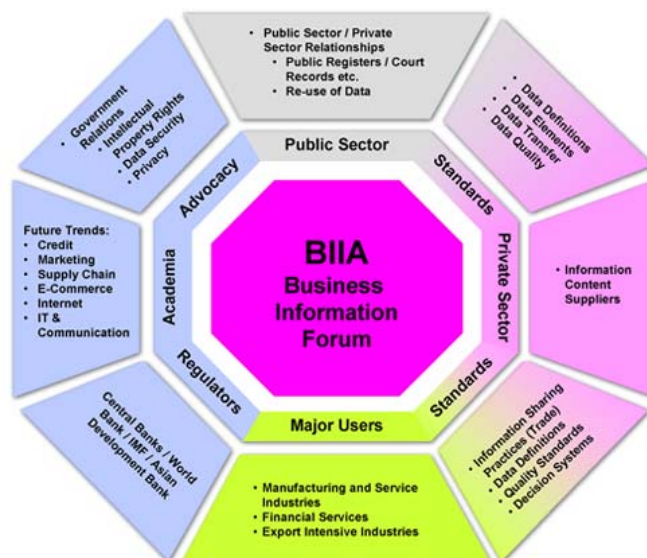 • Public Sector / Private
Sector Relationships
• Public Registers / Court
Records etc.
• Re-use of Data
Public Sector
• Data Definitions
• Data Elements
• Data Transfer
• Data Quality
Standards
• Information
Content
Suppliers
Private Sector
• Information Sharing
Practices (Trade)
• Data Definitions
• Quality Standards
• Decision Systems
Standards
• Manufacturing and Service
Industries
• Financial Services
• Export Intensive Industries
Major Users
Central Banks / World
Bank / IMF / Asian
Development Bank
Regulators
Future Trends:
• Credit
• Marketing
• Supply Chain
• E-Commerce
• Internet
• IT &
Communication
Academia
• Government
Relations
• Intellectual
Property Rights
• Data Security
• Privacy
Advocacy
BIIA
Business
Information
Forum